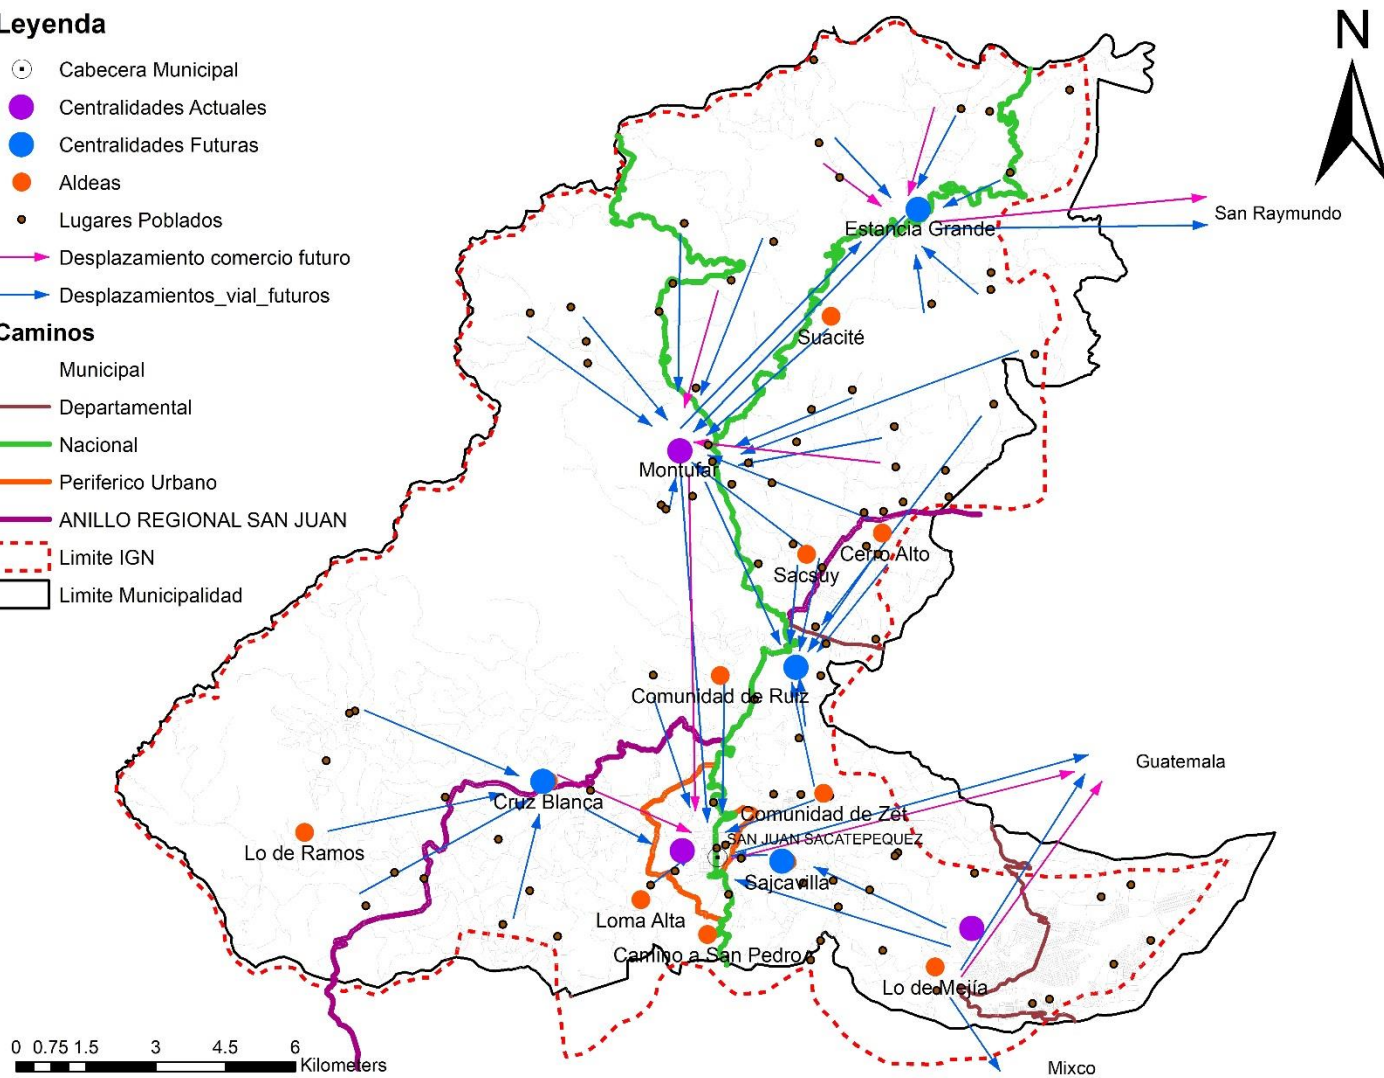 Leyenda
Cabecera Municipal
Centralidades Actuales
Centralidades Futuras
Aldeas
Lugares Poblados
Desplazamiento comercio futuro
Desplazamientos_vial_futuros
Caminos
Municipal
Departamental
Nacional
Periferico Urbano
ANILLO REGIONAL SAN JUAN
Limite IGN
Limite Municipalidad
N
San Raymundo
Estancia Grande
Suacité
Montufar
Cerro Alto
Sacsuy
Comunidad de Ruiz
Guatemala
Cruz Blanca
Comunidad de Zet
SAN JUAN SACATEPEQUEZ
Lo de Ramos
Sajcavilla
Loma Alta
Camino a San Pedro
Lo de Mejía
Mixco
0 0.75 1.5 3 4.5 6
Kilometers